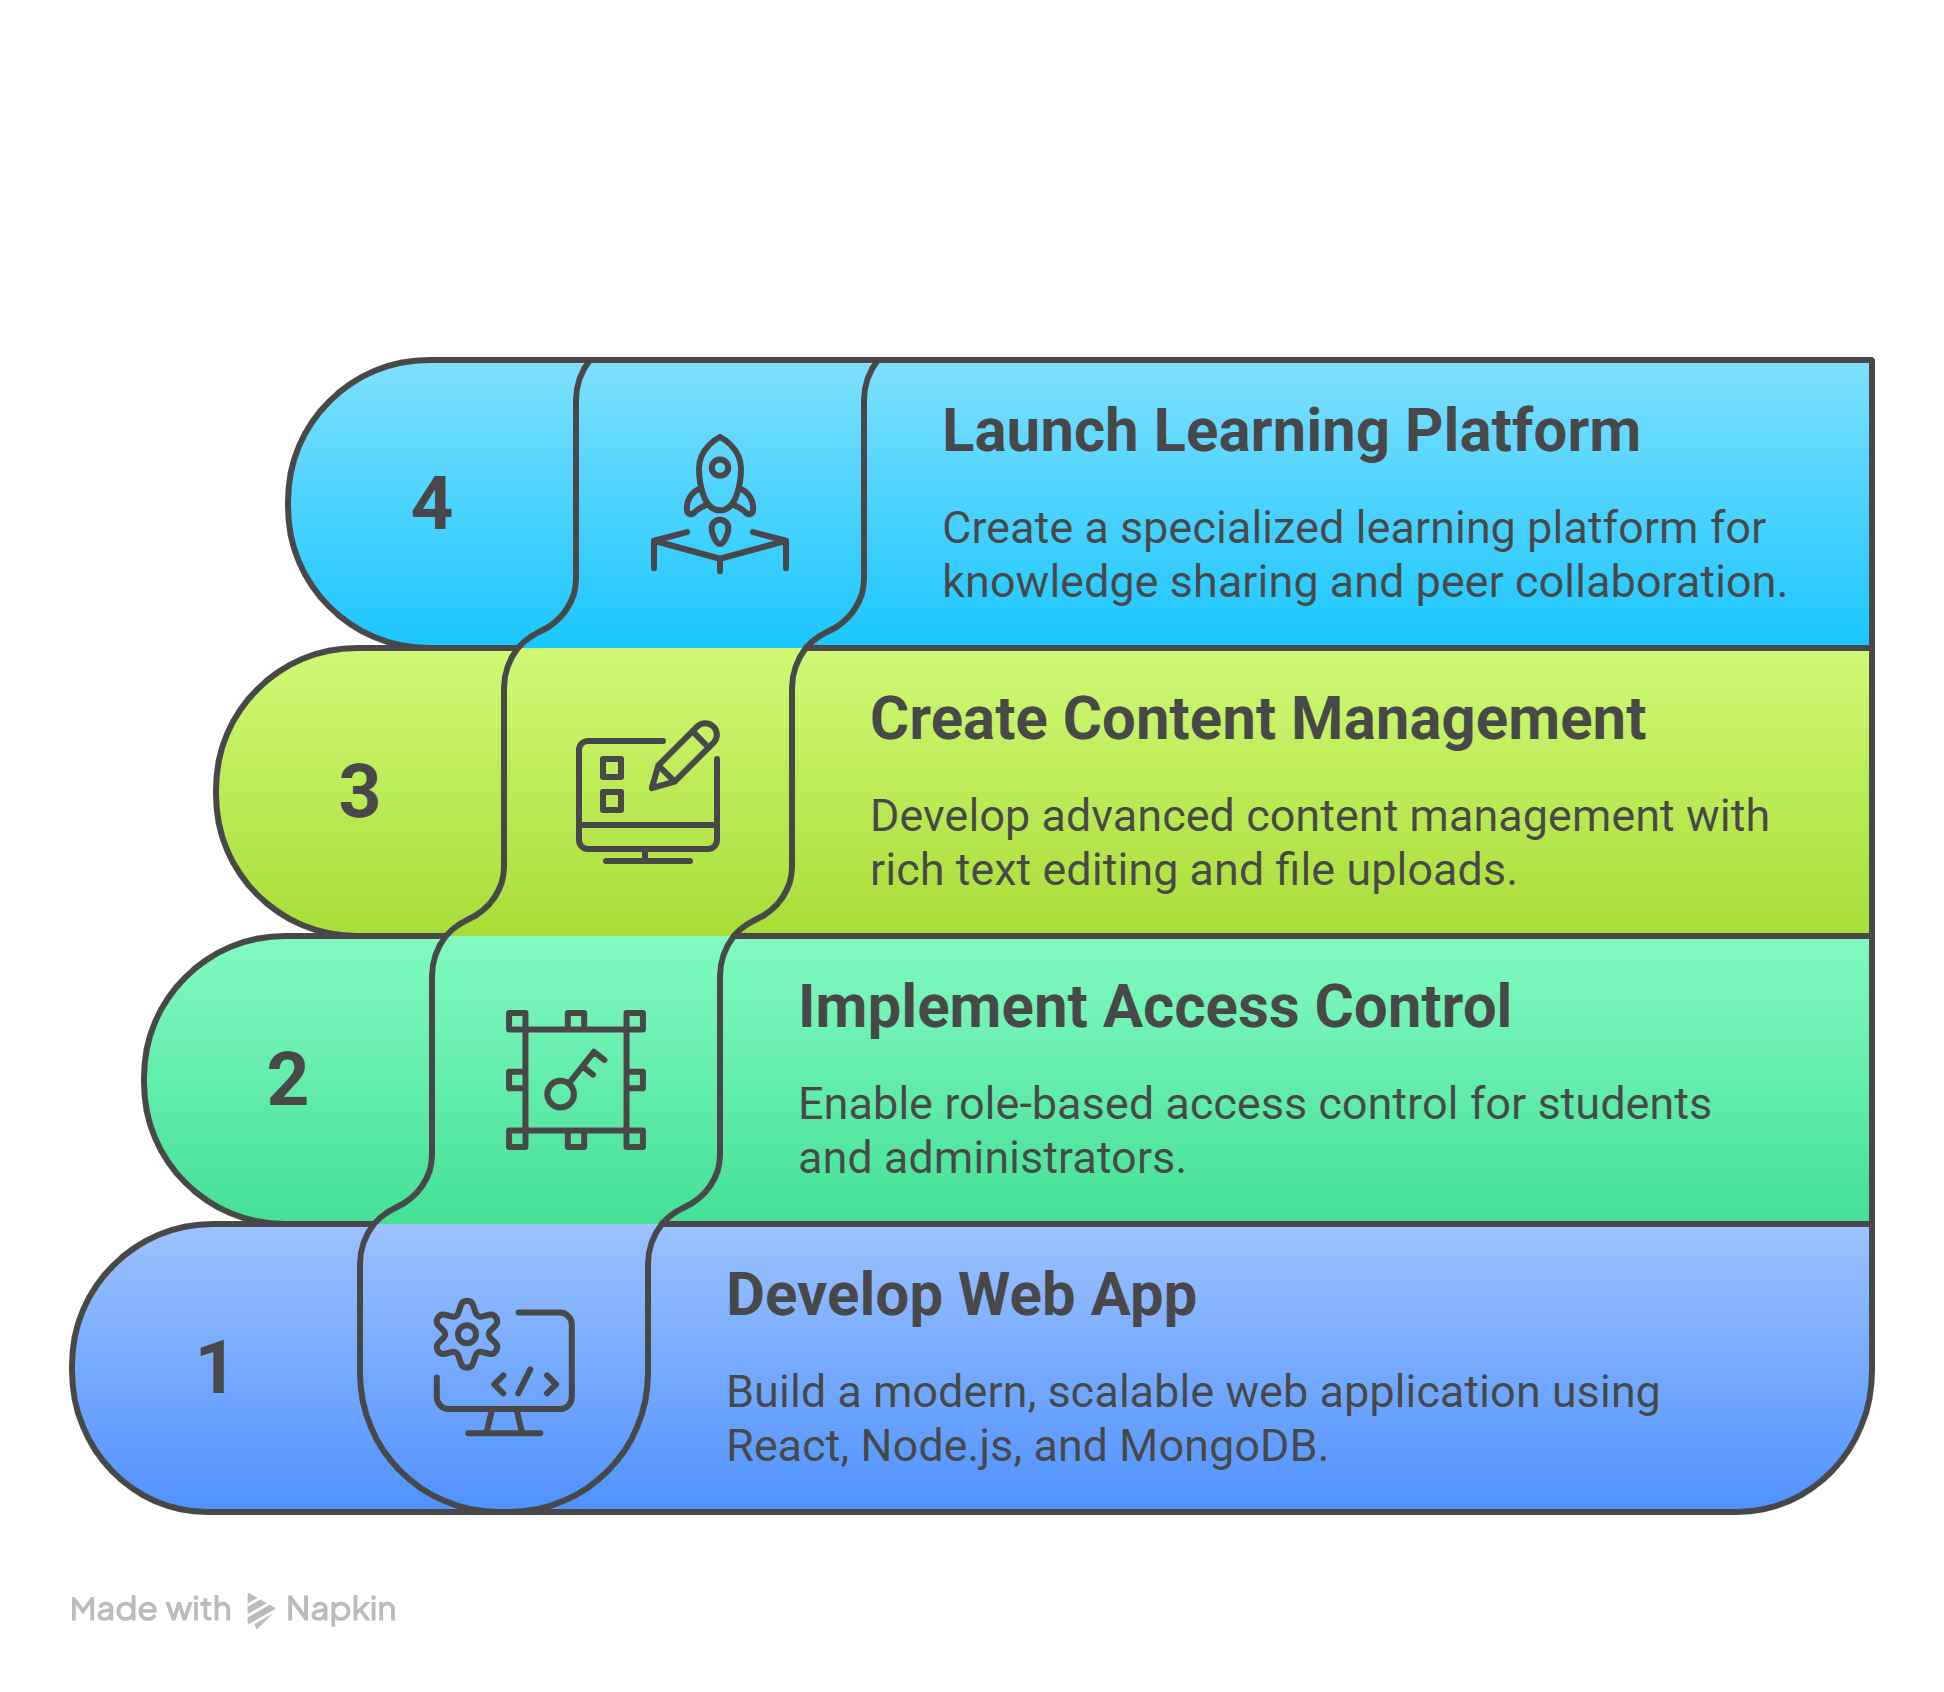 4
Launch Learning Platform
Create a specialized learning platform for
knowledge sharing and peer collaboration.
3
Create Content Management
Develop advanced content management with
rich text editing and file uploads.
2
Implement Access Control
Enable role-based access control for students
and administrators.
1
Develop Web App
Build a modern, scalable web application using
React, Node.js, and MongoDB.
Made with Napkin